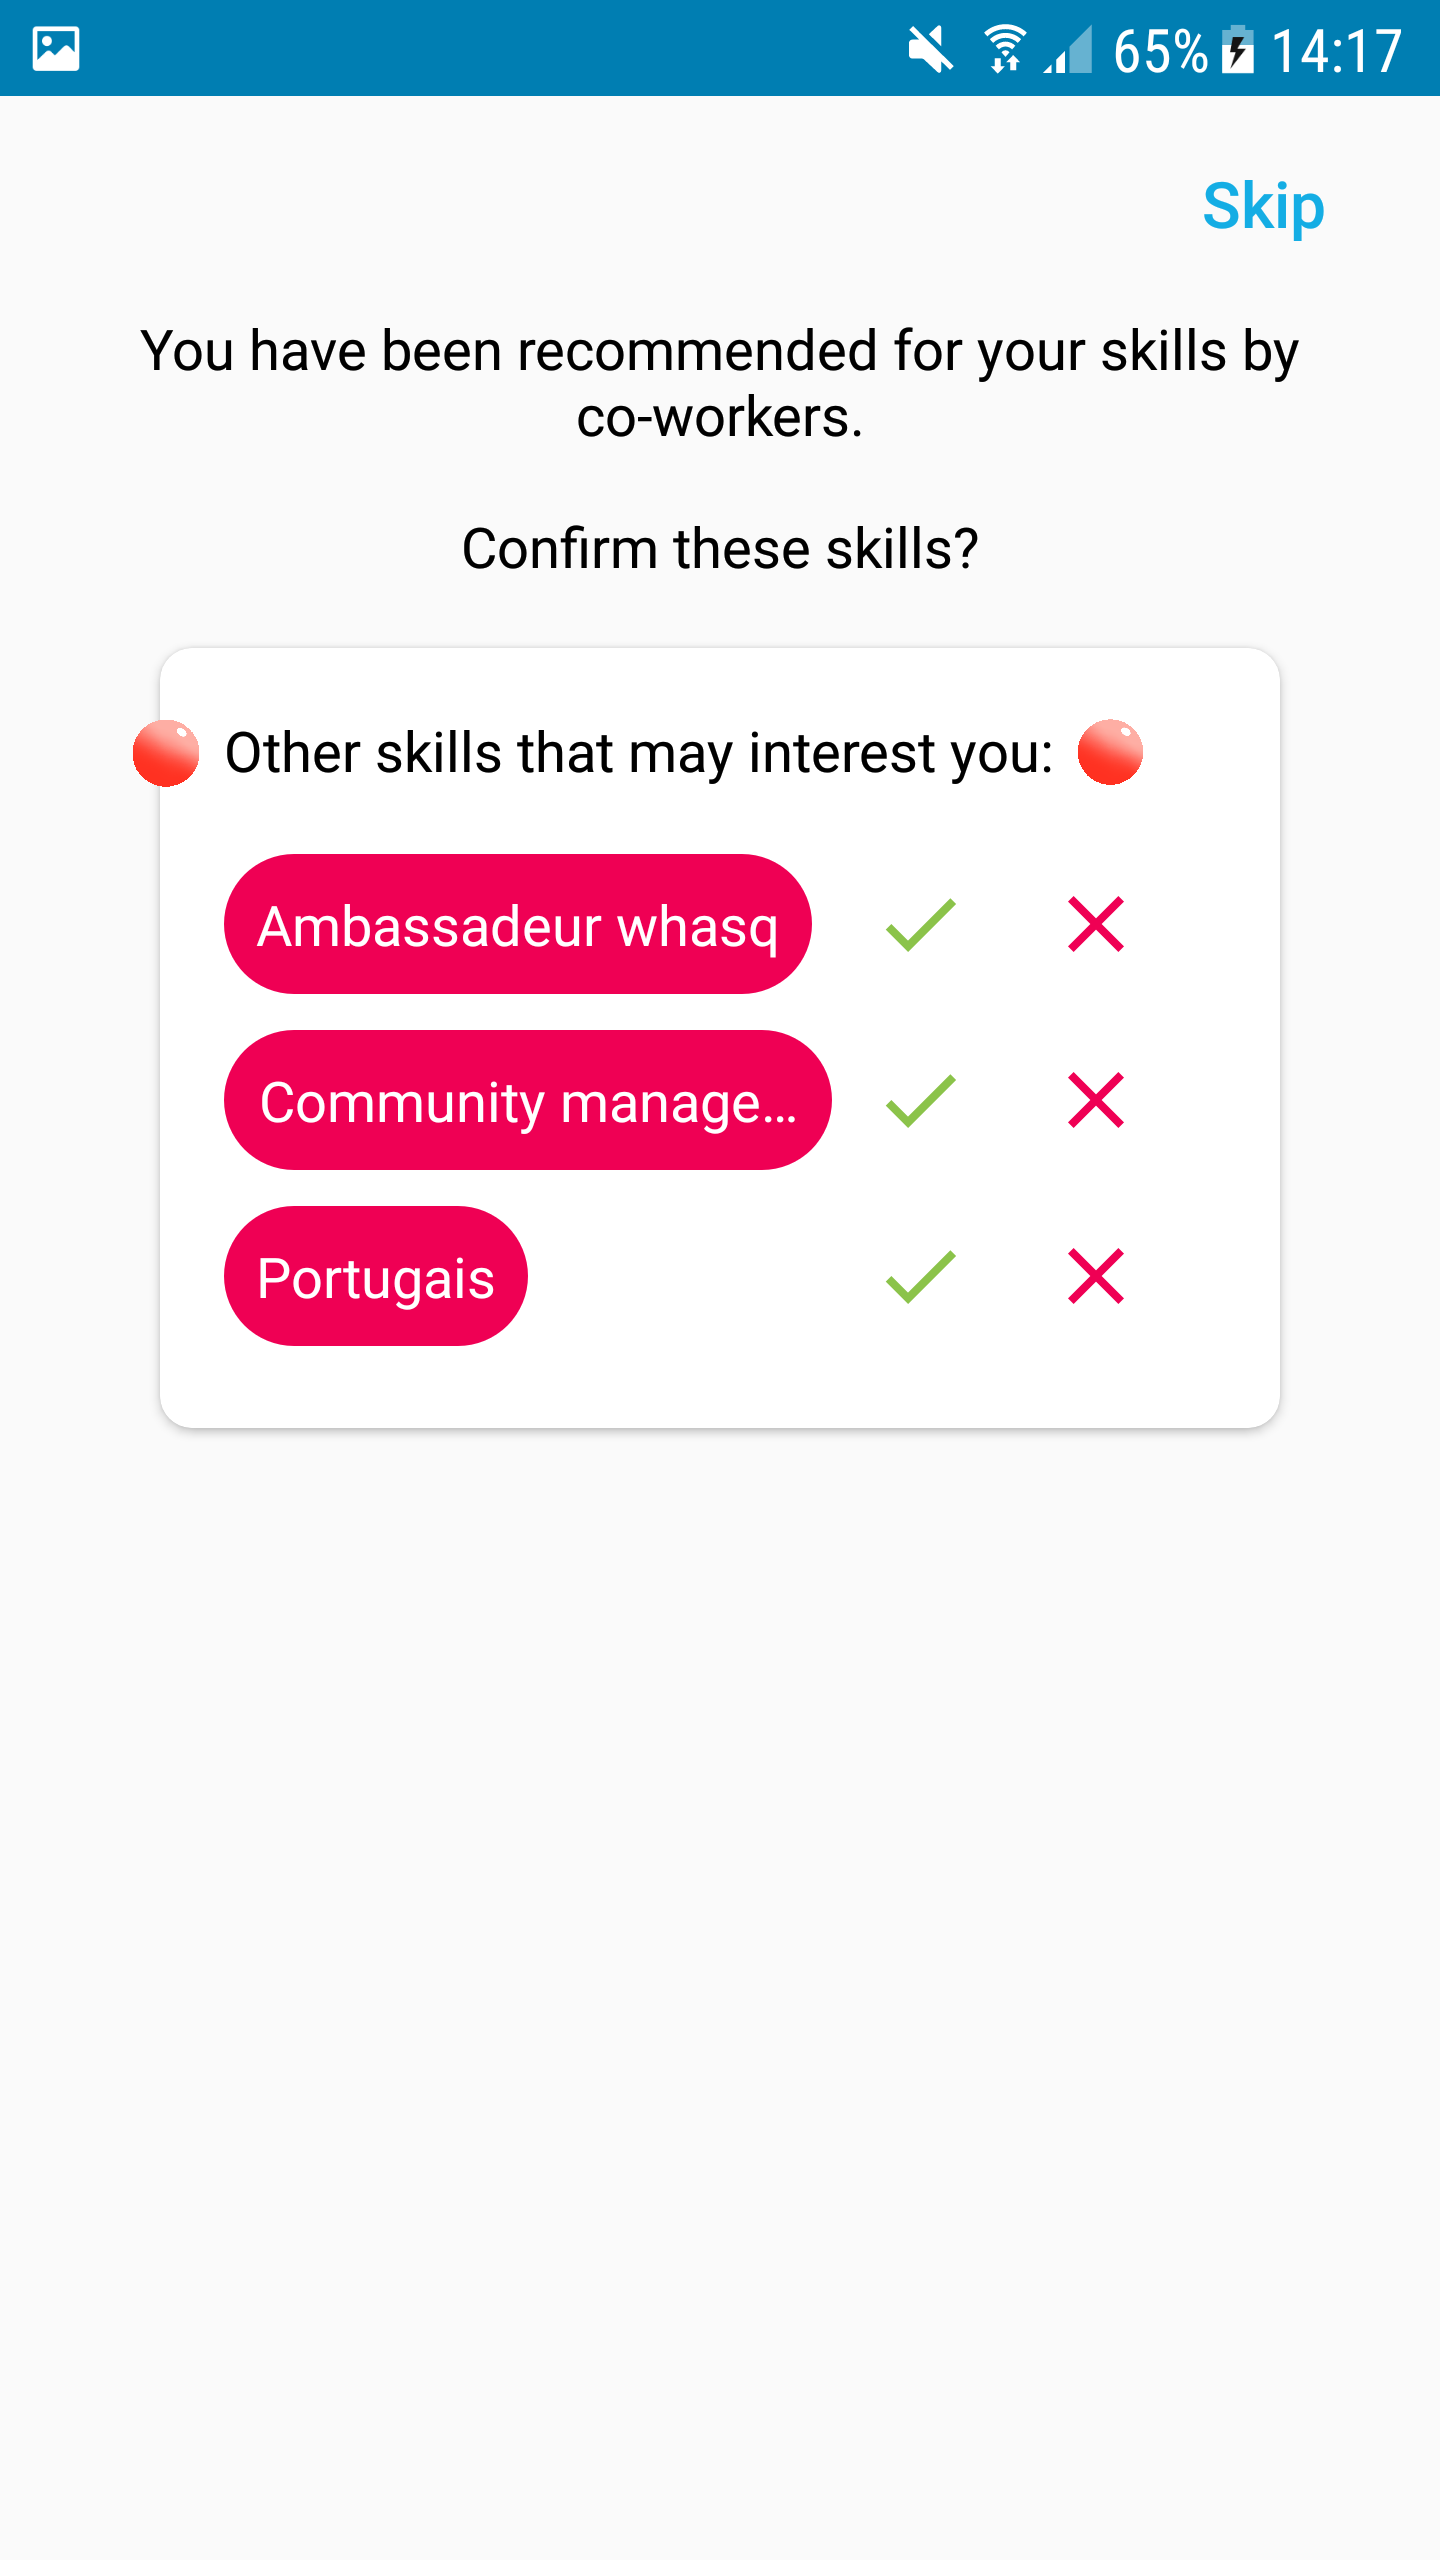 65% 14:17
Skip
You have been recommended for your skills by
co-workers.
Confirm these skills?
Other skills that may interest you:
Ambassadeur whasq
Community manage...
Portugais